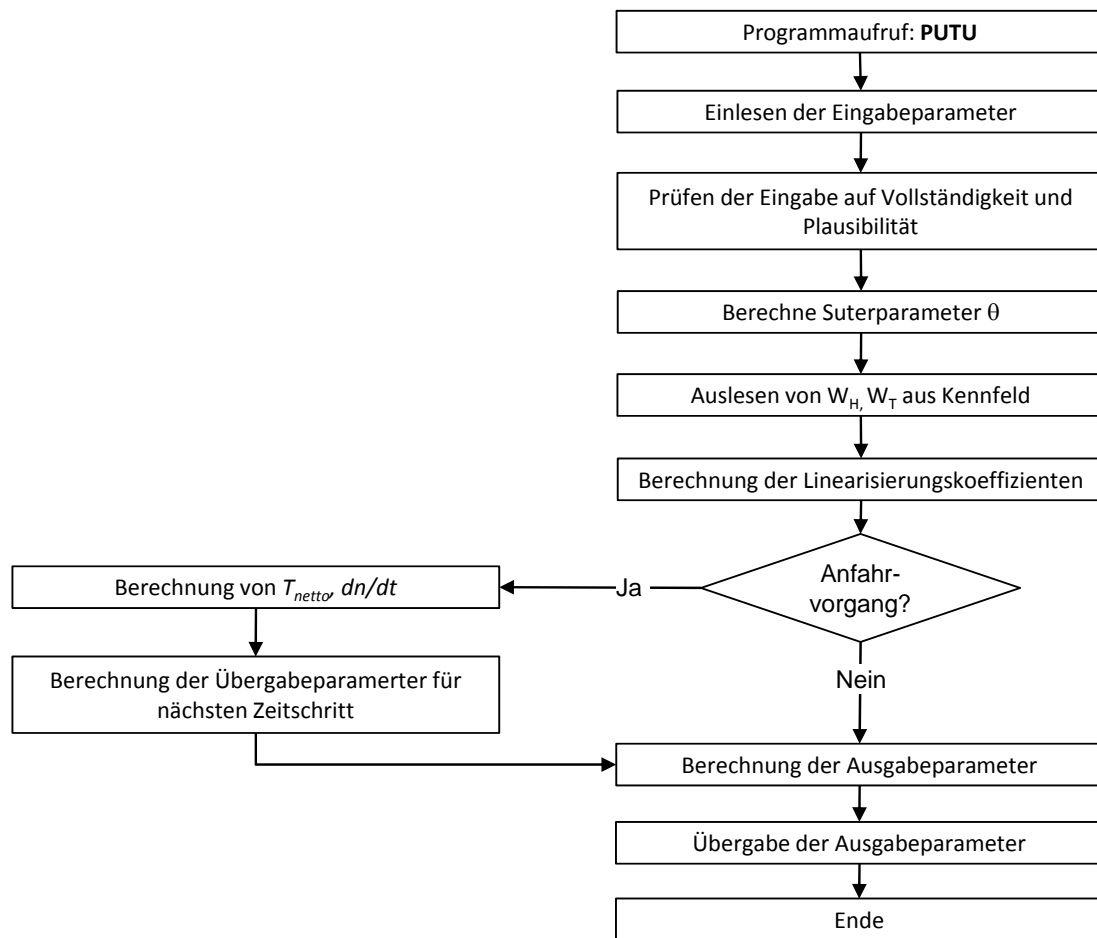 Programmaufruf: PUTU
Einlesen der Eingabeparameter
Prüfen der Eingabe auf Vollständigkeit und
Plausibilität
Berechne Suterparameter θ
Auslesen von W_H, W_T aus Kennfeld
Berechnung der Linearisierungskoeffizienten
Anfahr-
vorgang?
Ja
Berechnung von T_netto, dn/dt
Berechnung der Übergabeparamerter für
nächsten Zeitschritt
Nein
Berechnung der Ausgabeparameter
Übergabe der Ausgabeparameter
Ende